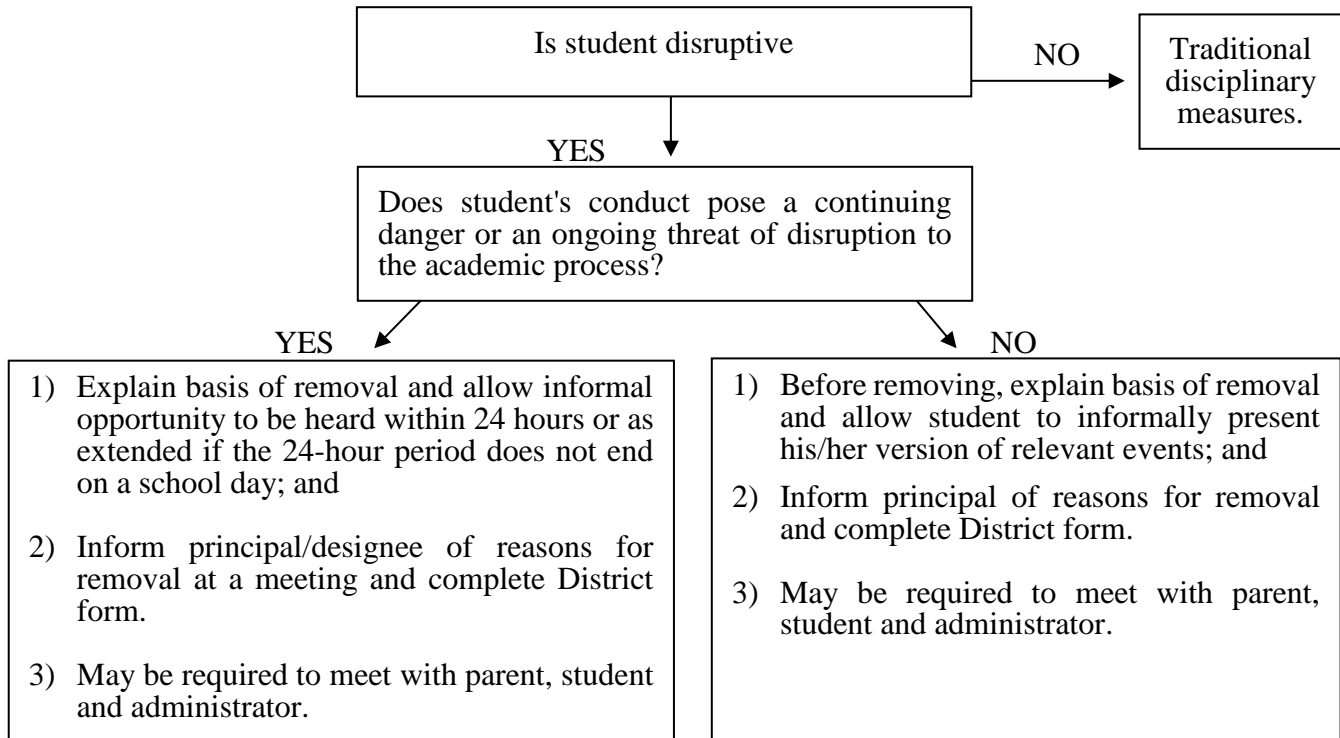 Is student disruptive
NO
Traditional
disciplinary
measures.
YES
Does student's conduct pose a continuing
danger or an ongoing threat of disruption to
the academic process?
YES
1) Explain basis of removal and allow informal
opportunity to be heard within 24 hours or as
extended if the 24-hour period does not end
on a school day; and
2) Inform principal/designee of reasons for
removal at a meeting and complete District
form.
3) May be required to meet with parent, student
and administrator.
NO
1) Before removing, explain basis of removal
and allow student to informally present
his/her version of relevant events; and
2) Inform principal of reasons for removal
and complete District form.
3) May be required to meet with parent,
student and administrator.